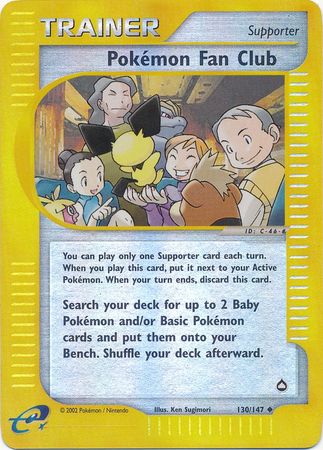 TRAINER
Supporter
Pokémon Fan Club
ID: C-46-#
You can play only one Supporter card each turn.
When you play this card, put it next to your Active
Pokémon. When your turn ends, discard this card.
Search your deck for up to 2 Baby
Pokémon and/or Basic Pokémon
cards and put them onto your
Bench. Shuffle your deck afterward.
e
© 2002 Pokémon / Nintendo
Illus. Ken Sugimori
130/147 ◆